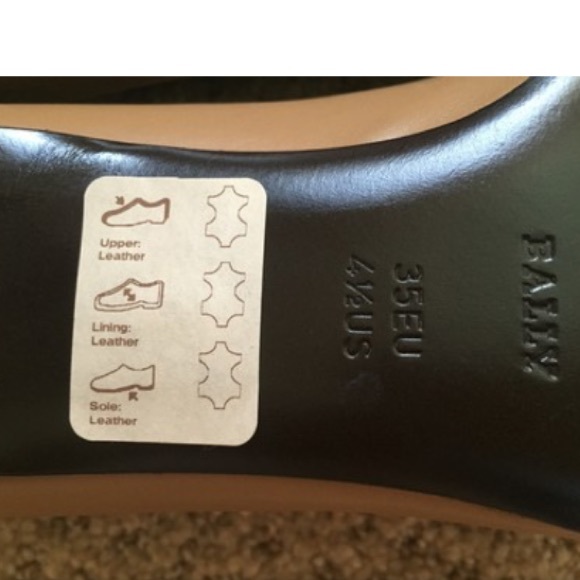 Upper:
Leather
Lining:
Leather
Sole:
Leather
35EU
4½US
BALLY